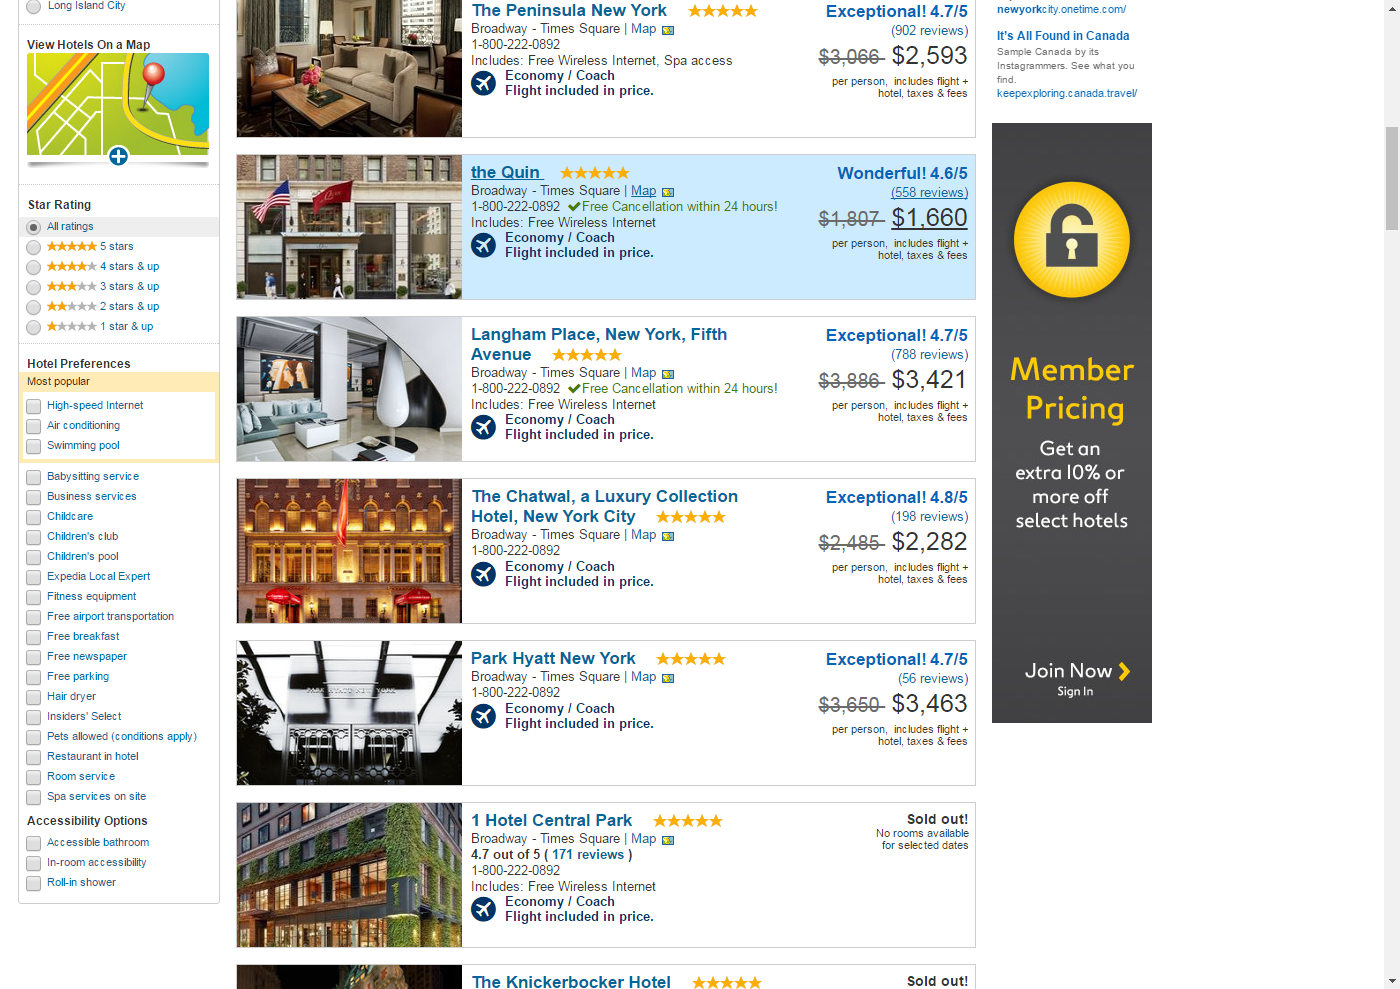 Long Island City
View Hotels On a Map
Star Rating
All ratings
5 stars
4 stars & up
3 stars & up
2 stars & up
1 star & up
Hotel Preferences
Most popular
High-speed Internet
Air conditioning
Swimming pool
Babysitting service
Business services
Childcare
Children's club
Children's pool
Expedia Local Expert
Fitness equipment
Free airport transportation
Free breakfast
Free newspaper
Free parking
Hair dryer
Insiders' Select
Pets allowed (conditions apply)
Restaurant in hotel
Room service
Spa services on site
Accessibility Options
Accessible bathroom
In-room accessibility
Roll-in shower
The Peninsula New York
Broadway - Times Square | Map
1-800-222-0892
Includes: Free Wireless Internet, Spa access
Economy / Coach
Flight included in price.
Exceptional! 4.7/5
(902 reviews)
$3,066 $2,593
per person, includes flight +
hotel, taxes & fees
the Quin
Broadway - Times Square | Map
1-800-222-0892 Free Cancellation within 24 hours!
Includes: Free Wireless Internet
Economy / Coach
Flight included in price.
Wonderful! 4.6/5
(558 reviews)
$1,807 $1,660
per person, includes flight +
hotel, taxes & fees
Langham Place, New York, Fifth
Avenue
Broadway - Times Square | Map
1-800-222-0892 Free Cancellation within 24 hours!
Includes: Free Wireless Internet
Economy / Coach
Flight included in price.
Exceptional! 4.7/5
(788 reviews)
$3,886 $3,421
per person, includes flight +
hotel, taxes & fees
The Chatwal, a Luxury Collection
Hotel, New York City
Broadway - Times Square | Map
1-800-222-0892
Economy / Coach
Flight included in price.
Exceptional! 4.8/5
(198 reviews)
$2,485 $2,282
per person, includes flight +
hotel, taxes & fees
PARK HYATT NEW YORK
Park Hyatt New York
Broadway - Times Square | Map
1-800-222-0892
Economy / Coach
Flight included in price.
Exceptional! 4.7/5
(56 reviews)
$3,650 $3,463
per person, includes flight +
hotel, taxes & fees
1 Hotel Central Park
Broadway - Times Square | Map
4.7 out of 5 ( 171 reviews )
1-800-222-0892
Includes: Free Wireless Internet
Economy / Coach
Flight included in price.
Sold out!
No rooms available
for selected dates
The Knickerbocker Hotel
Sold out!
newyorkcity.onetime.com/
It's All Found in Canada
Sample Canada by its
Instagrammers. See what you
find.
keepexploring.canada.travel/
Member
Pricing
Get an
extra 10% or
more off
select hotels
Join Now
Sign In